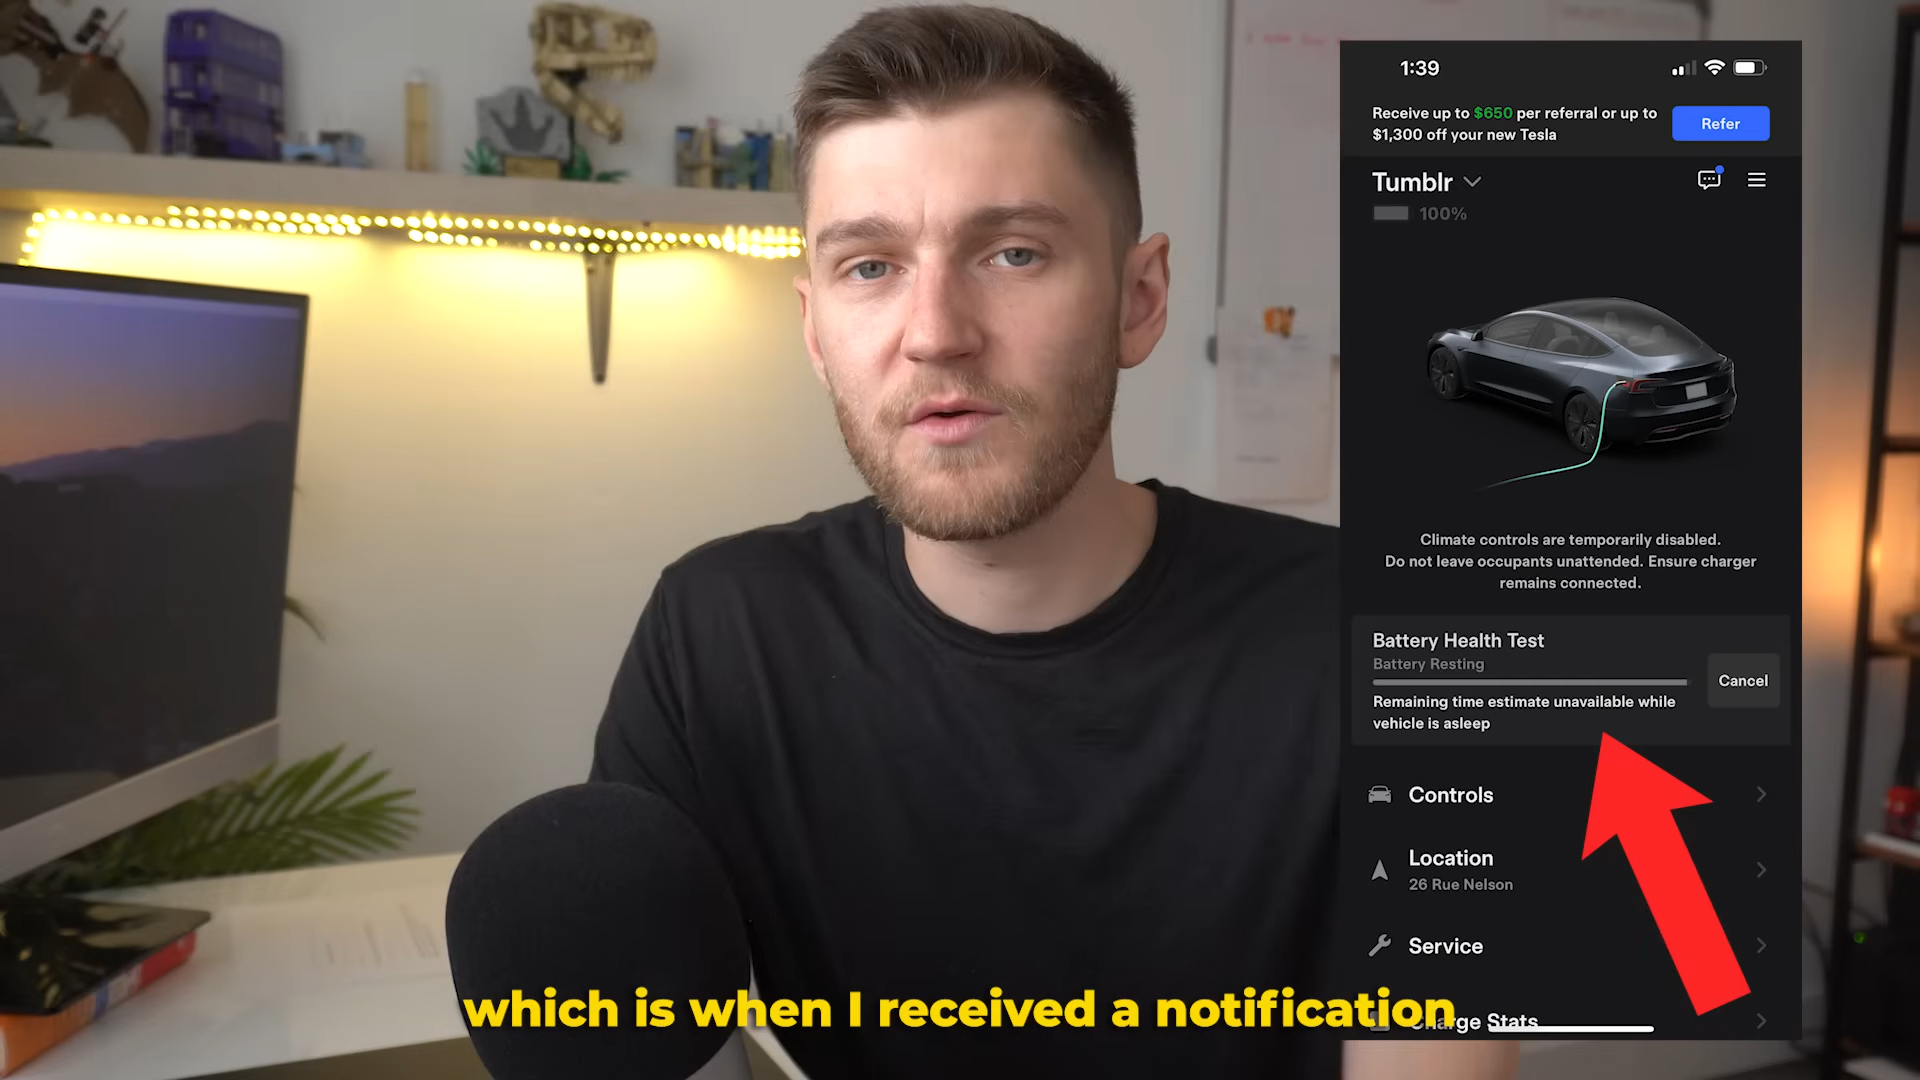 1:39
Receive up to $650 per referral or up to
$1,300 off your new Tesla
Refer
Tumblr
100%
Climate controls are temporarily disabled.
Do not leave occupants unattended. Ensure charger
remains connected.
Battery Health Test
Battery Resting
Cancel
Remaining time estimate unavailable while
vehicle is asleep
Controls
Location
26 Rue Nelson
Service
Charge Stats
which is when I received a notification